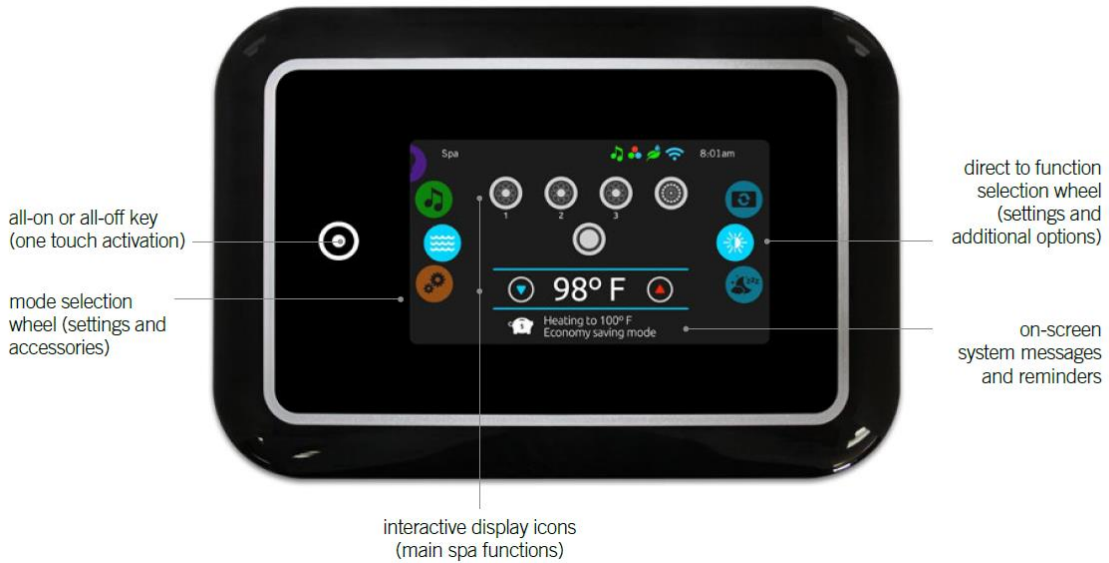 Spa
8:01am
1
2
3
98° F
Heating to 100° F
Economy saving mode
all-on or all-off key
(one touch activation)
mode selection
wheel (settings and
accessories)
direct to function
selection wheel
(settings and
additional options)
on-screen
system messages
and reminders
interactive display icons
(main spa functions)